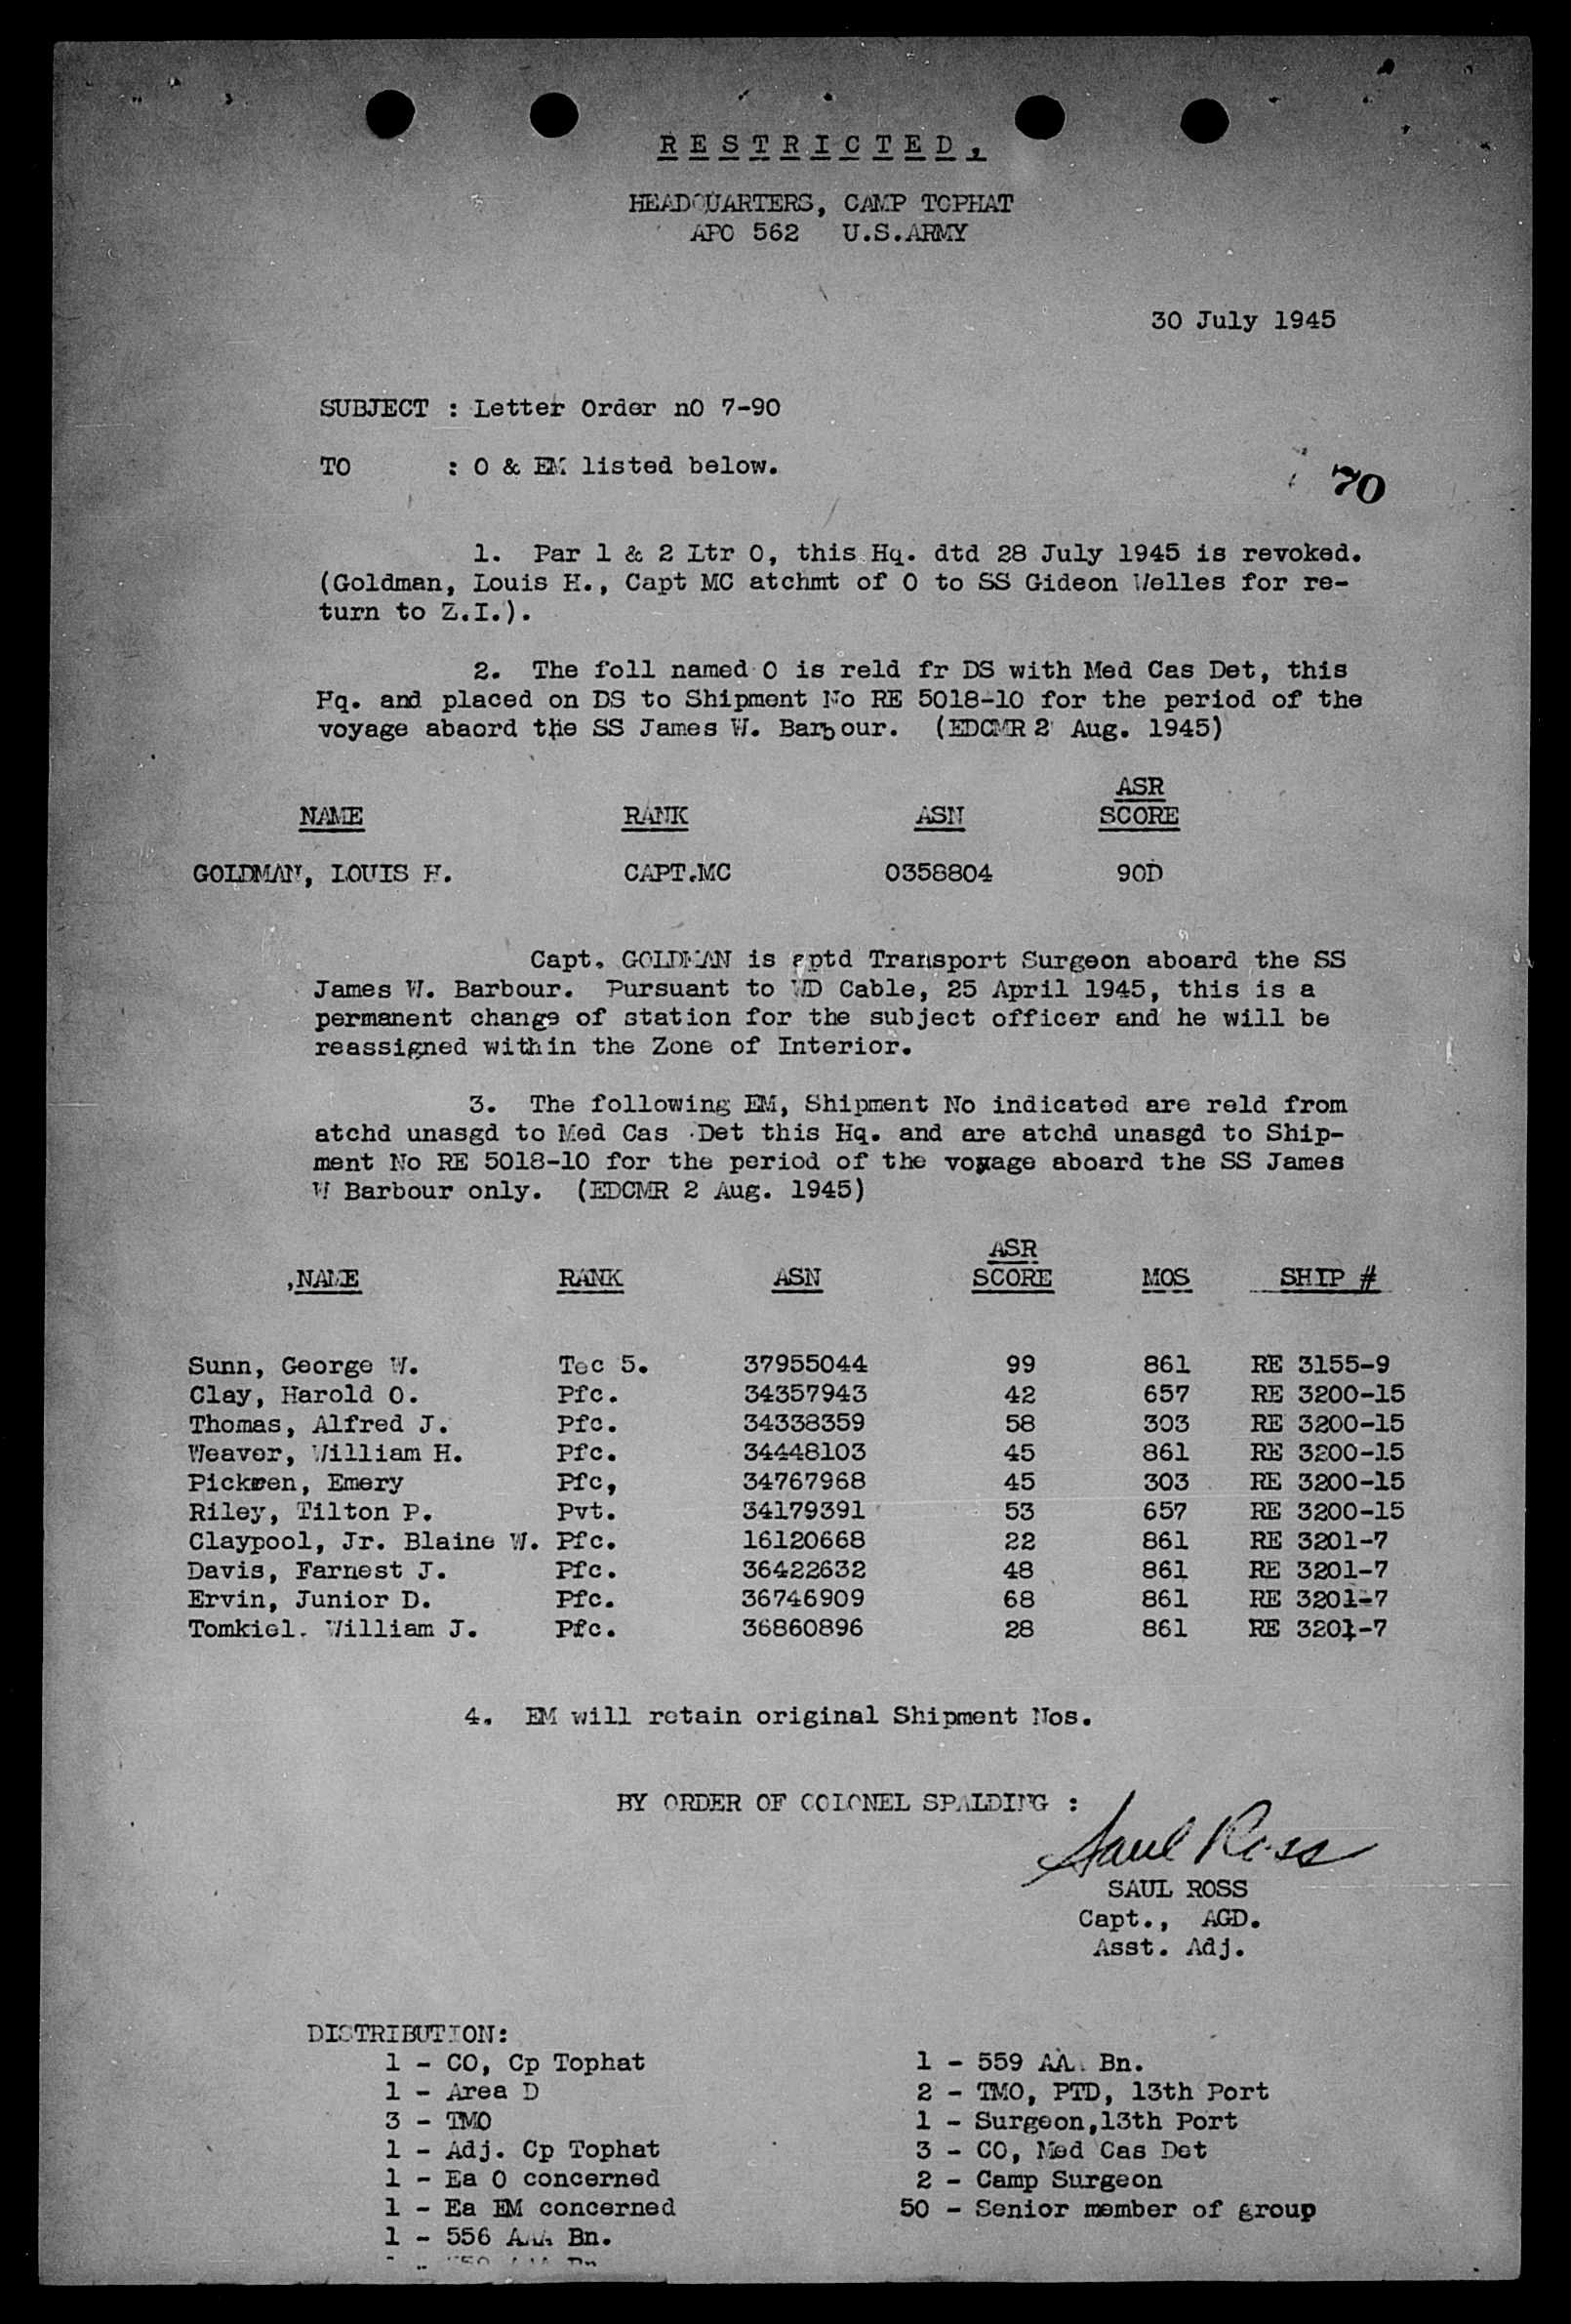 RESTRICTED,
HEADQUARTERS, CAMP TOPHAT
APO 562 U.S.ARMY
30 July 1945
SUBJECT : Letter Order nO 7-90
TO : O & EM listed below.
70
1. Par 1 & 2 Ltr O, this Hq. dtd 28 July 1945 is revoked.
(Goldman, Louis H., Capt MC atchmt of O to SS Gideon Welles for re-
turn to Z.I.).
2. The foll named O is reld fr DS with Med Cas Det, this
Hq. and placed on DS to Shipment No RE 5018-10 for the period of the
voyage abaord the SS James W. Barbour. (EDCMR 2 Aug. 1945)
ASR
NAME RANK ASN SCORE
GOLDMAN, LOUIS H. CAPT.MC 0358804 90D
Capt. GOLDMAN is aptd Transport Surgeon aboard the SS
James W. Barbour. Pursuant to WD Cable, 25 April 1945, this is a
permanent change of station for the subject officer and he will be
reassigned within the Zone of Interior.
3. The following EM, Shipment No indicated are reld from
atchd unasgd to Med Cas Det this Hq. and are atchd unasgd to Ship-
ment No RE 5018-10 for the period of the voyage aboard the SS James
W Barbour only. (EDCMR 2 Aug. 1945)
ASR
NAME RANK ASN SCORE MOS SHIP #
Sunn, George W. Tec 5. 37955044 99 861 RE 3155-9
Clay, Harold O. Pfc. 34357943 42 657 RE 3200-15
Thomas, Alfred J. Pfc. 34338359 58 303 RE 3200-15
Weaver, William H. Pfc. 34448103 45 861 RE 3200-15
Emery Pfc, 34767968 45 303 RE 3200-15
Riley, Tilton P. Pvt. 34179391 53 657 RE 3200-15
Claypool, Jr. Blaine W. Pfc. 16120668 22 861 RE 3201-7
Davis, Farnest J. Pfc. 36422632 48 861 RE 3201-7
Ervin, Junior D. Pfc. 36746909 68 861 RE 3201-7
Tomkiel. William J. Pfc. 36860896 28 861 RE 3201-7
4. EM will retain original Shipment Nos.
BY ORDER OF COLONEL SPALDING :
Saul Ross
SAUL ROSS
Capt., AGD.
Asst. Adj.
DISTRIBUTION:
1 - CO, Cp Tophat
1 - Area D
3 - TMO
1 - Adj. Cp Tophat
1 - Ea O concerned
1 - Ea EM concerned
1 - 556 AAA Bn.
1 - 559 AAA Bn.
2 - TMO, PTD, 13th Port
1 - Surgeon,13th Port
3 - CO, Med Cas Det
2 - Camp Surgeon
50 - Senior member of group